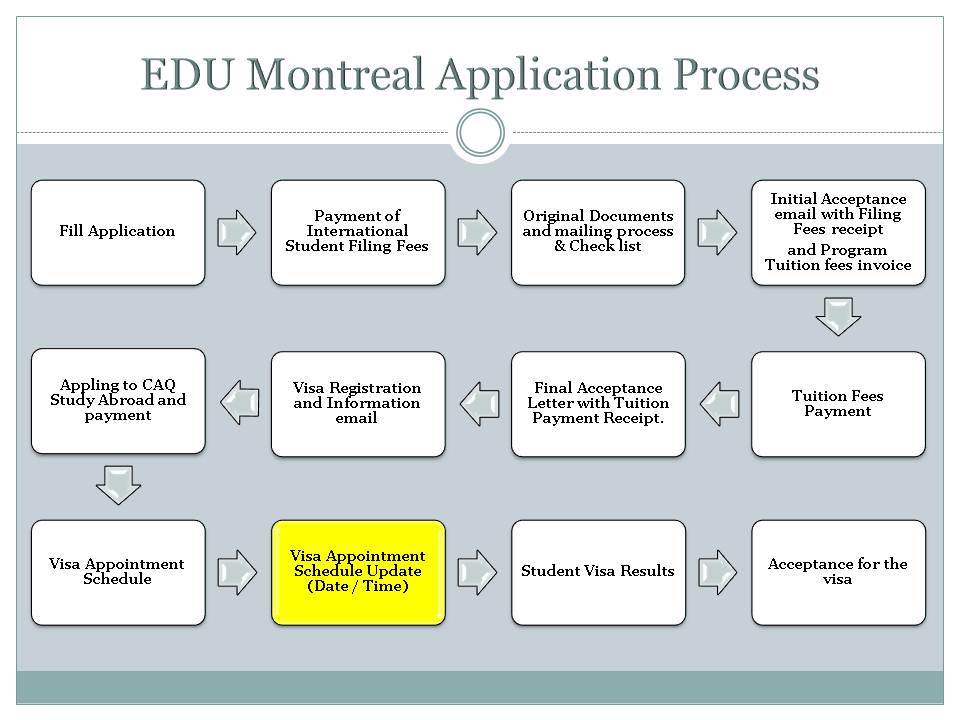 EDU Montreal Application Process
Fill Application
Payment of
International
Student Filing Fees
Original Documents
and mailing process
& Check list
Initial Acceptance
email with Filing
Fees receipt
and Program
Tuition fees invoice
Tuition Fees
Payment
Final Acceptance
Letter with Tuition
Payment Receipt.
Visa Registration
and Information
email
Appling to CAQ
Study Abroad and
payment
Visa Appointment
Schedule
Visa Appointment
Schedule Update
(Date / Time)
Student Visa Results
Acceptance for the
visa